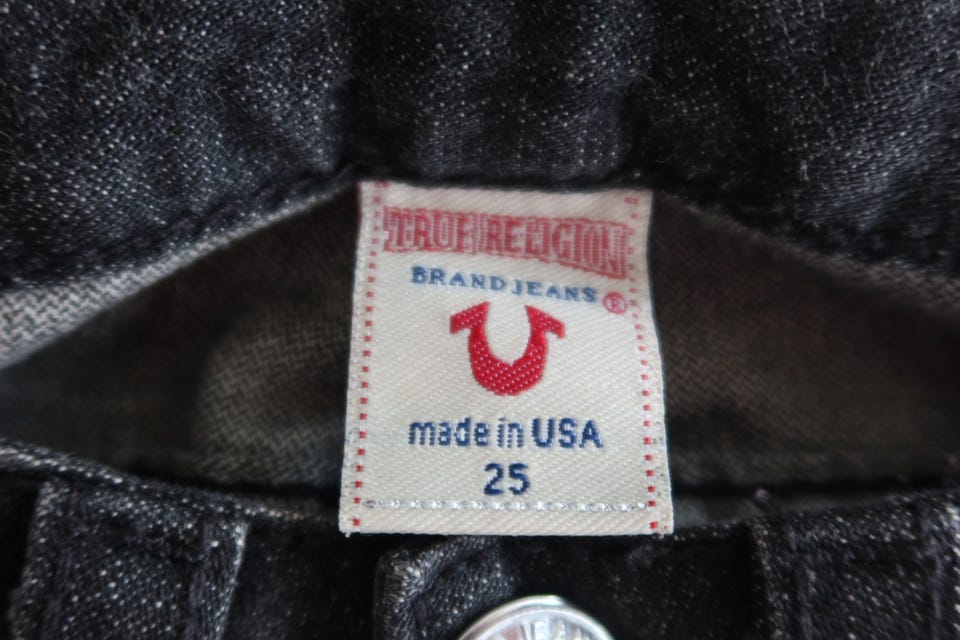 TRUE RELIGION
BRAND JEANS ®
made in USA
25